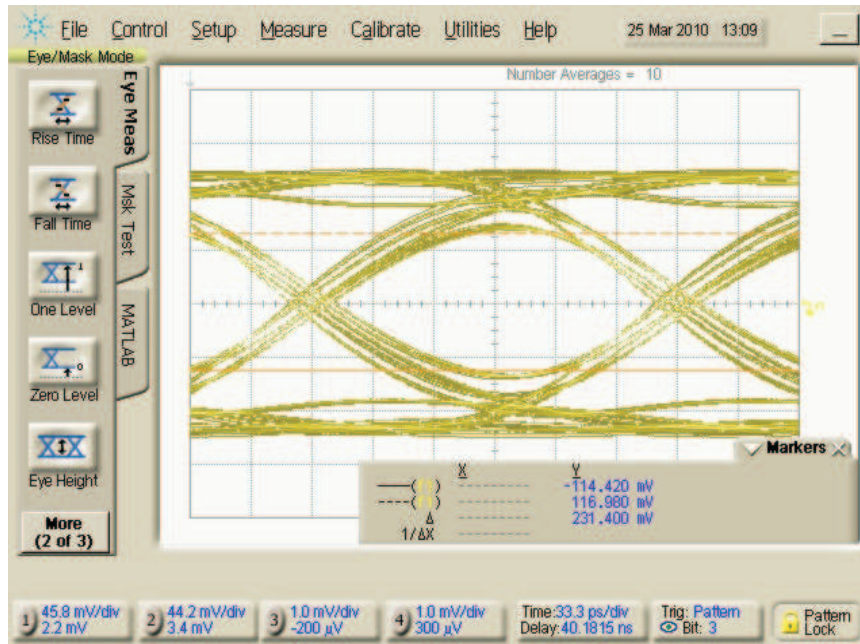 File Control Setup Measure Calibrate Utilities Help 25 Mar 2010 13:09
Eye/Mask Mode
Number Averages = 10
Eye Meas
Msk Test
MATLAB
Rise Time
Fall Time
One Level
Zero Level
Eye Height
More
(2 of 3)
Markers
X Y
-114.420 mV
116.980 mV
Δ 231.400 mV
1/ΔX
1) 45.8 mV/div
2.2 mV
2) 44.2 mV/div
3.4 mV
3) 1.0 mV/div
-200 µV
4) 1.0 mV/div
300 µV
Time:33.3 ps/div
Delay:40.1815 ns
Trig: Pattern
Bit: 3
Pattern
Lock